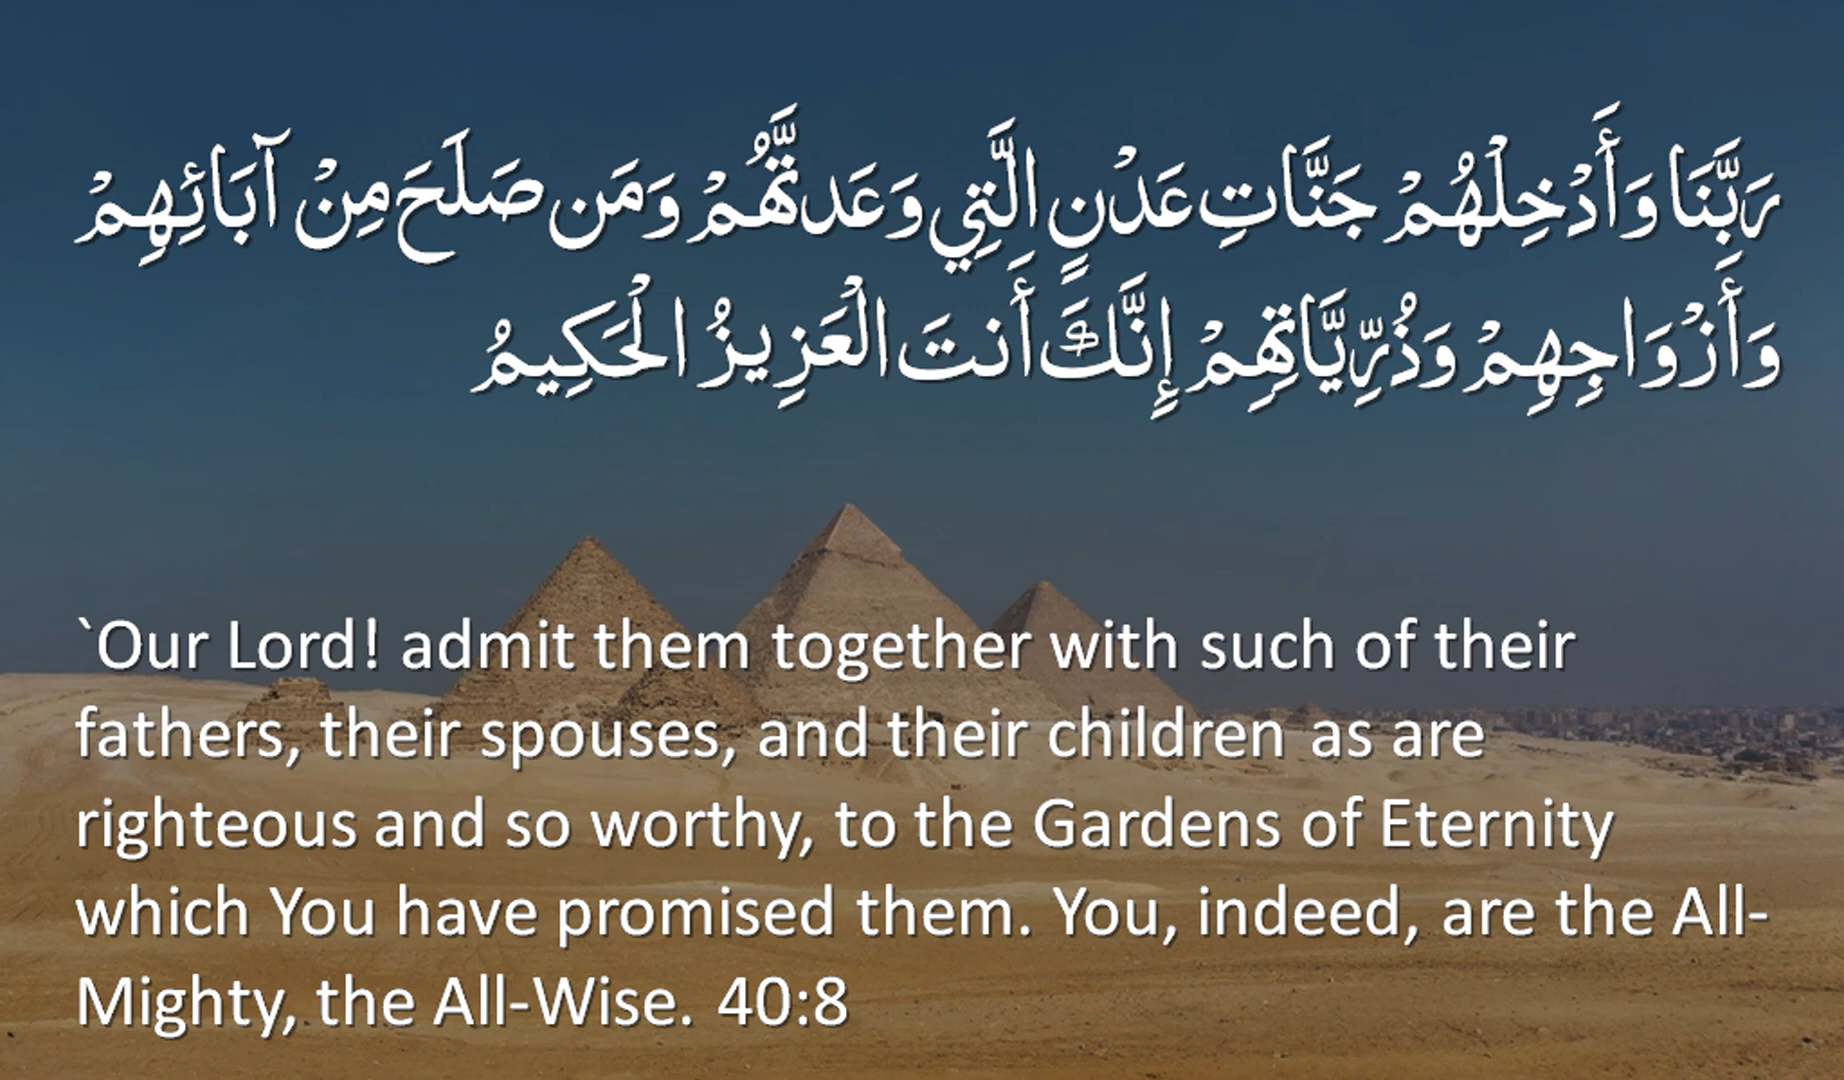 رَبَّنَا وَأَدْخِلْهُمْ جَنَّاتِ عَدْنٍ الَّتِي وَعَدتَّهُمْ وَمَن صَلَحَ مِنْ آبَائِهِمْ
وَأَزْوَاجِهِمْ وَذُرِّيَّاتِهِمْ إِنَّكَ أَنتَ الْعَزِيزُ الْحَكِيمُ
`Our Lord! admit them together with such of their
fathers, their spouses, and their children as are
righteous and so worthy, to the Gardens of Eternity
which You have promised them. You, indeed, are the All-
Mighty, the All-Wise. 40:8